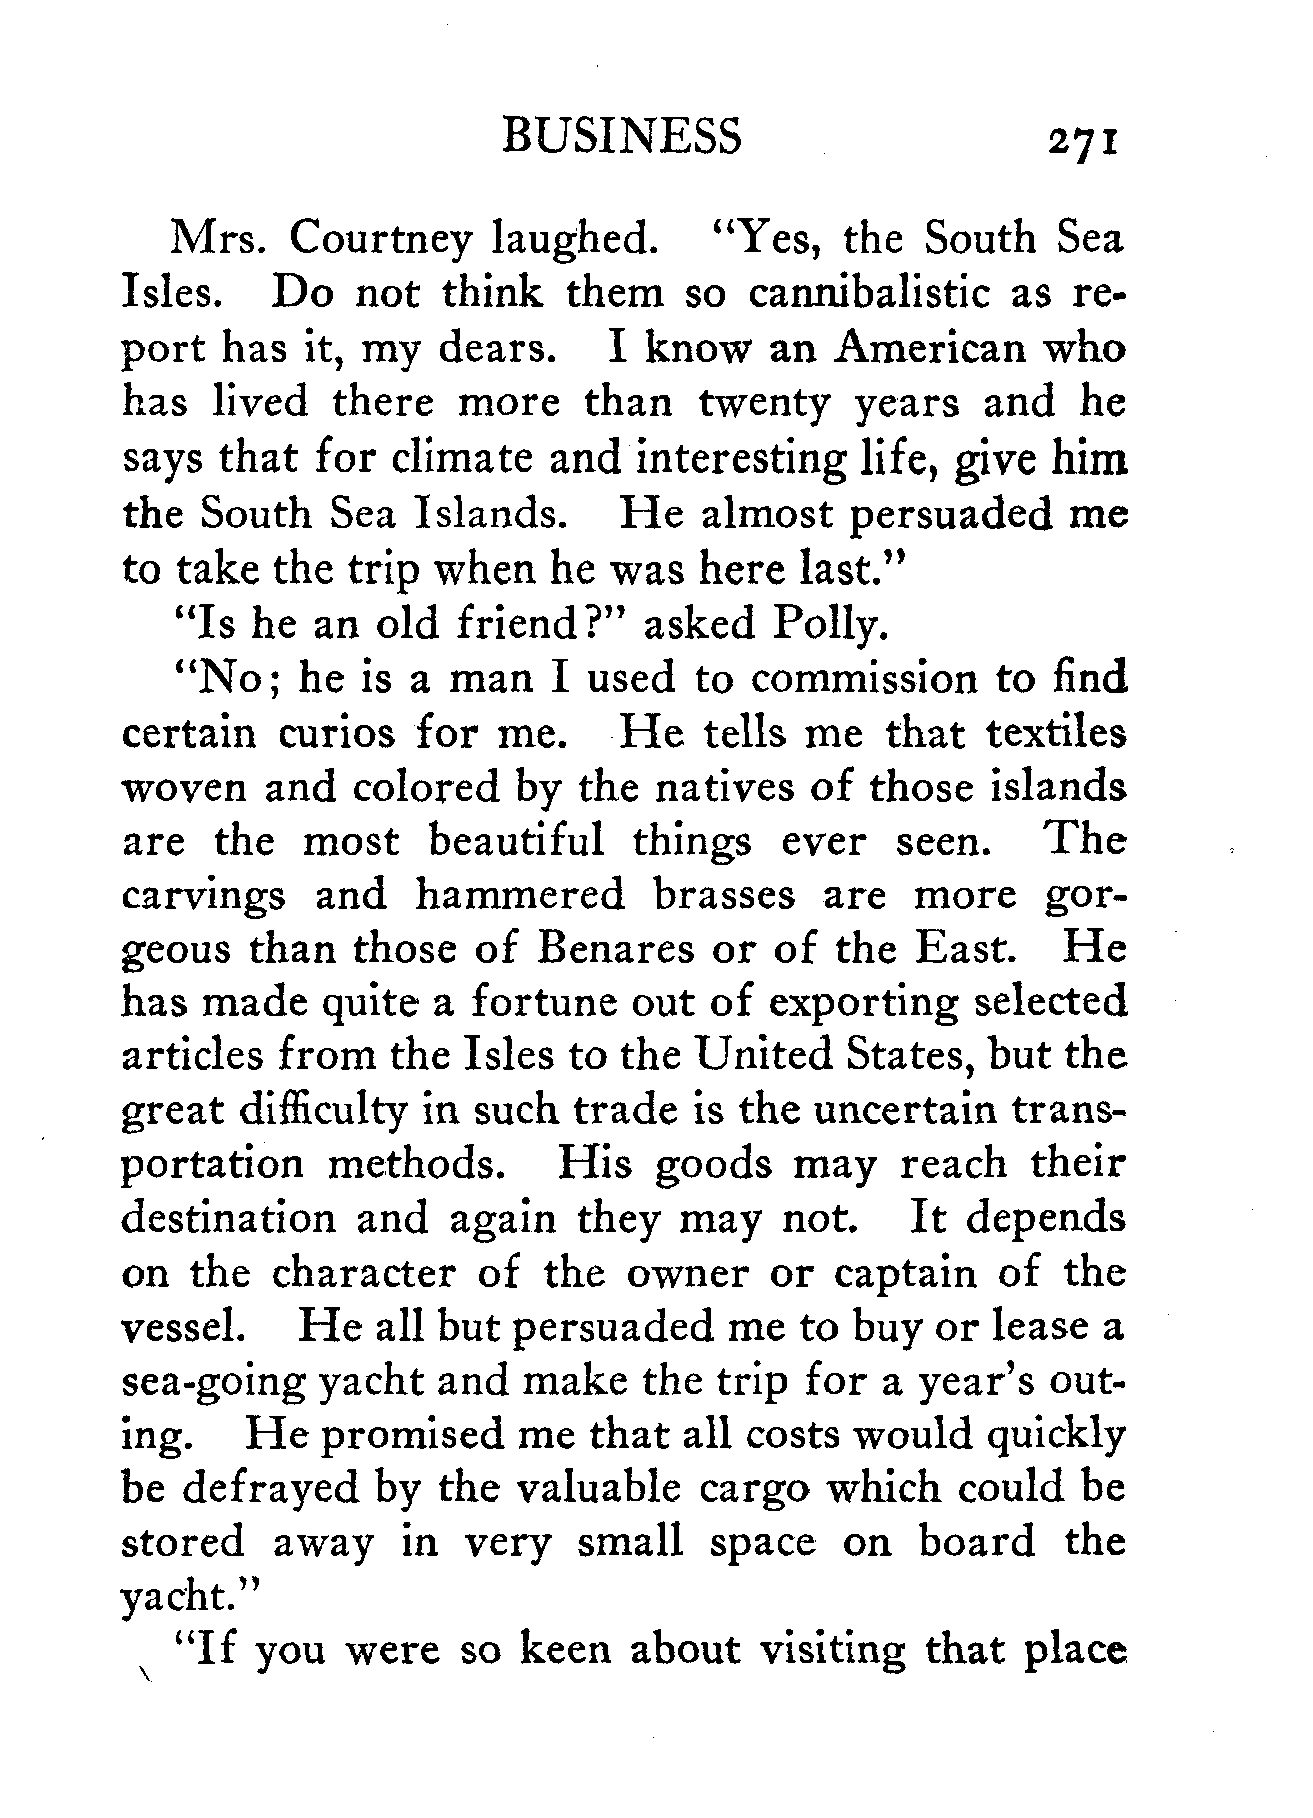 BUSINESS 271
Mrs. Courtney laughed. "Yes, the South Sea
Isles. Do not think them so cannibalistic as re-
port has it, my dears. I know an American who
has lived there more than twenty years and he
says that for climate and interesting life, give him
the South Sea Islands. He almost persuaded me
to take the trip when he was here last."
"Is he an old friend?" asked Polly.
"No; he is a man I used to commission to find
certain curios for me. He tells me that textiles
woven and colored by the natives of those islands
are the most beautiful things ever seen. The
carvings and hammered brasses are more gor-
geous than those of Benares or of the East. He
has made quite a fortune out of exporting selected
articles from the Isles to the United States, but the
great difficulty in such trade is the uncertain trans-
portation methods. His goods may reach their
destination and again they may not. It depends
on the character of the owner or captain of the
vessel. He all but persuaded me to buy or lease a
sea-going yacht and make the trip for a year's out-
ing. He promised me that all costs would quickly
be defrayed by the valuable cargo which could be
stored away in very small space on board the
yacht."
"If you were so keen about visiting that place